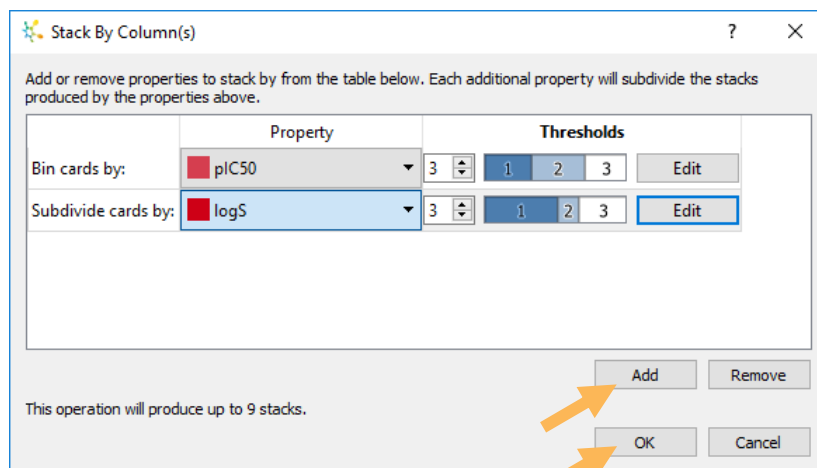 Stack By Column(s)
?
Add or remove properties to stack by from the table below. Each additional property will subdivide the stacks
produced by the properties above.
Property Thresholds
Bin cards by: pIC50 3 1 2 3 Edit
Subdivide cards by: logS 3 1 2 3 Edit
Add Remove
This operation will produce up to 9 stacks.
OK Cancel